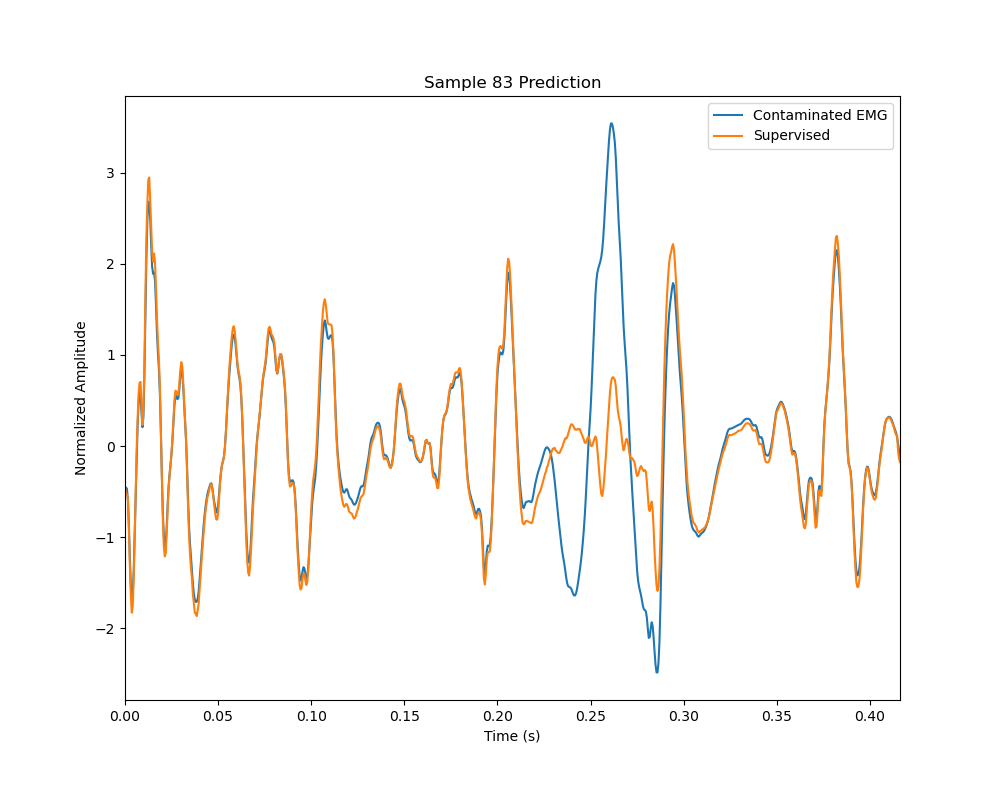 Sample 83 Prediction
Contaminated EMG
Supervised
Normalized Amplitude
3
2
1
0
−1
−2
0.00 0.05 0.10 0.15 0.20 0.25 0.30 0.35 0.40
Time (s)